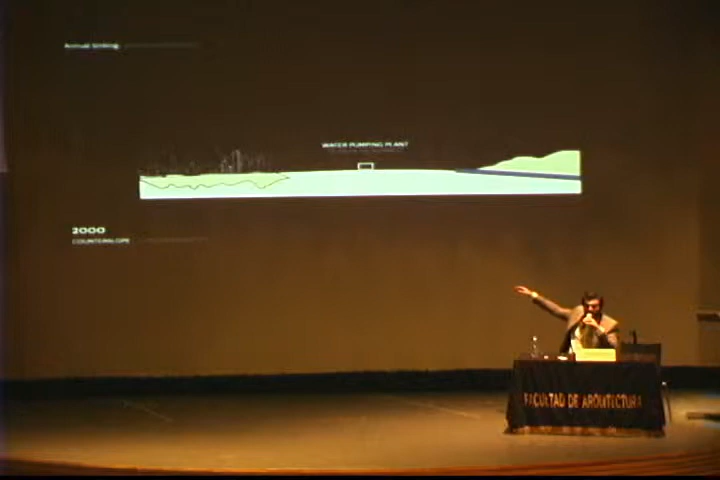 Annual Sinking
WATER PUMPING PLANT
2000
COUNTERSLOPE
FACULTAD DE ARQUITECTURA